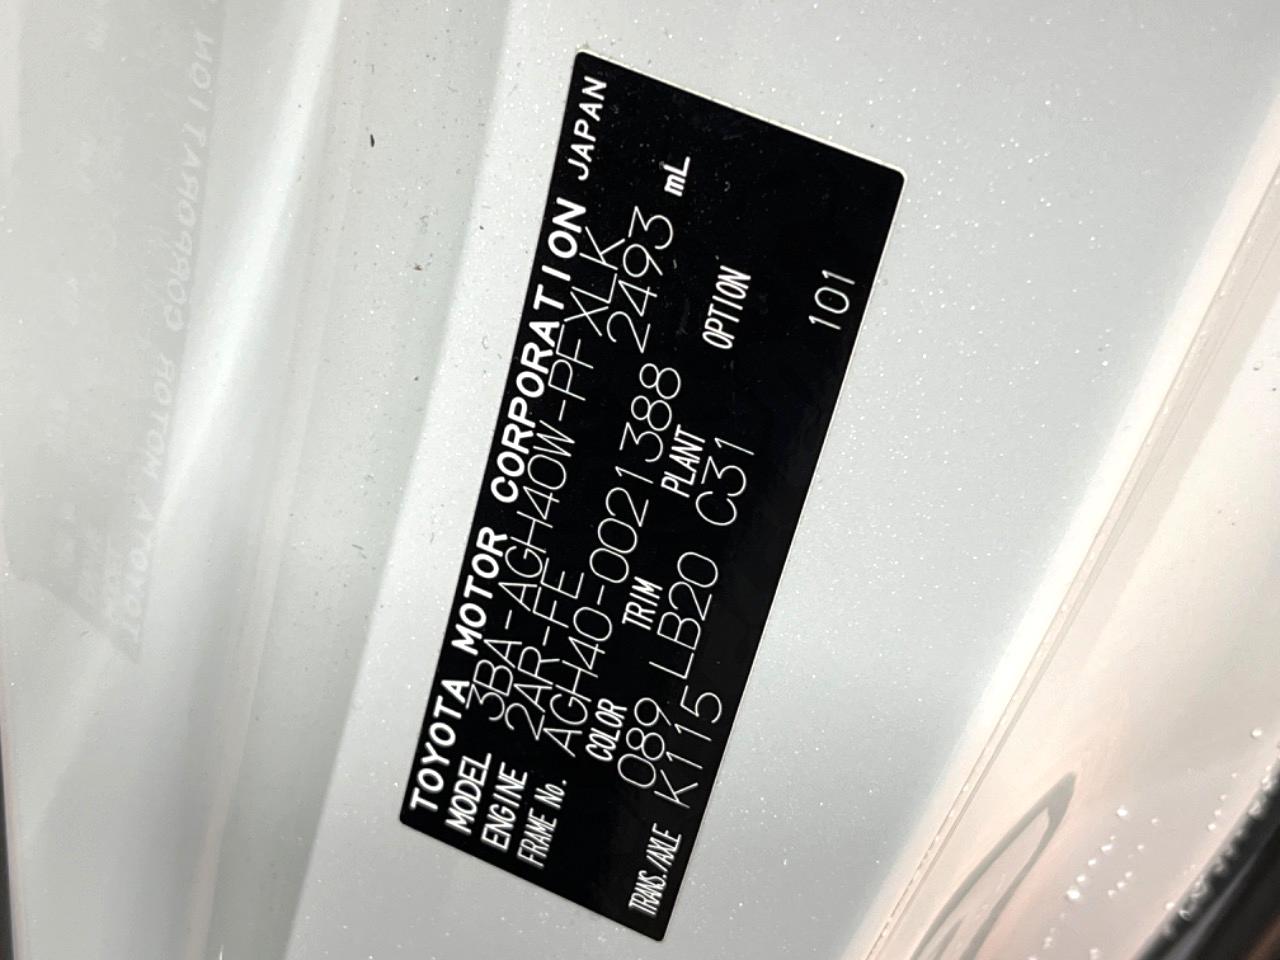 TOYOTA MOTOR CORPORATION JAPAN
MODEL 3BA-AGH40W-PFXLK
ENGINE 2AR-FE 2493 mL
FRAME No. AGH40-0021388
COLOR TRIM PLANT OPTION
089 LB20 C31
TRANS./AXLE K115 101